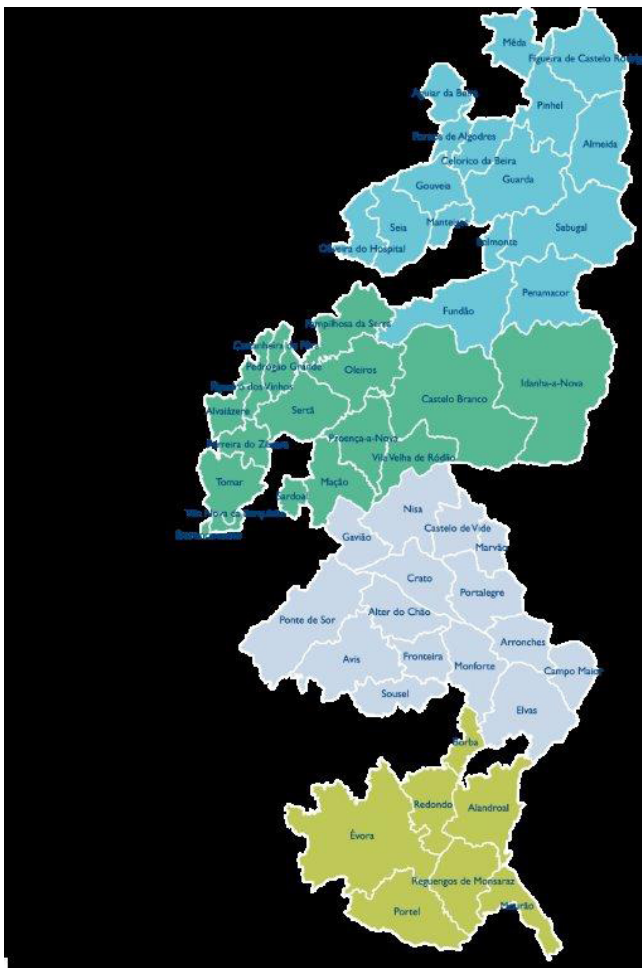 Mêda
Figueira de Castelo Rodrigo
Aguiar da Beira
Pinhel
Fornos de Algodres
Almeida
Celorico da Beira
Guarda
Gouveia
Manteigas
Seia
Sabugal
Belmonte
Oliveira do Hospital
Penamacor
Fundão
Pampilhosa da Serra
Castanheira de Pêra
Pedrógão Grande
Oleiros
Idanha-a-Nova
Figueiró dos Vinhos
Castelo Branco
Alvaiázere
Sertã
Proença-a-Nova
Ferreira do Zêzere
Vila Velha de Ródão
Tomar
Mação
Sardoal
Vila Nova da Barquinha
Nisa
Castelo de Vide
Gavião
Marvão
Crato
Portalegre
Alter do Chão
Ponte de Sor
Arronches
Avis
Fronteira
Monforte
Campo Maior
Sousel
Elvas
Borba
Redondo
Alandroal
Évora
Reguengos de Monsaraz
Mourão
Portel